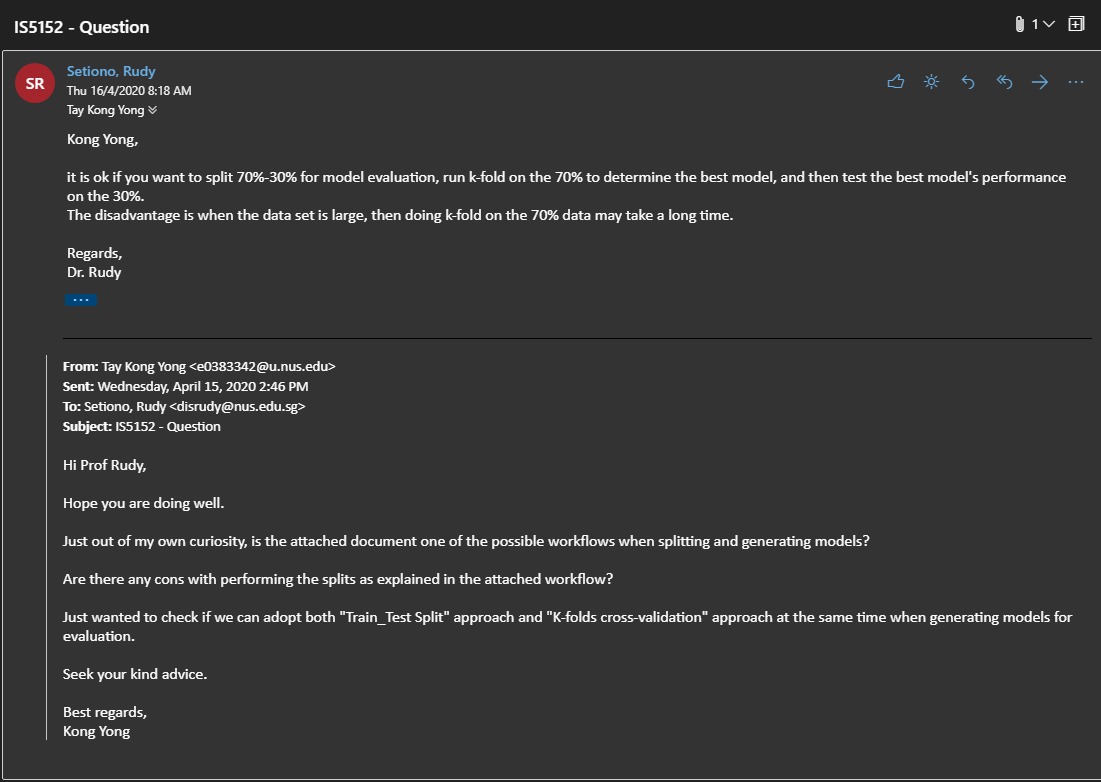 IS5152 - Question
1
SR
Setiono, Rudy
Thu 16/4/2020 8:18 AM
Tay Kong Yong
Kong Yong,
it is ok if you want to split 70%-30% for model evaluation, run k-fold on the 70% to determine the best model, and then test the best model's performance
on the 30%.
The disadvantage is when the data set is large, then doing k-fold on the 70% data may take a long time.
Regards,
Dr. Rudy
...
From: Tay Kong Yong <e0383342@u.nus.edu>
Sent: Wednesday, April 15, 2020 2:46 PM
To: Setiono, Rudy <disrudy@nus.edu.sg>
Subject: IS5152 - Question
Hi Prof Rudy,
Hope you are doing well.
Just out of my own curiosity, is the attached document one of the possible workflows when splitting and generating models?
Are there any cons with performing the splits as explained in the attached workflow?
Just wanted to check if we can adopt both "Train_Test Split" approach and "K-folds cross-validation" approach at the same time when generating models for
evaluation.
Seek your kind advice.
Best regards,
Kong Yong